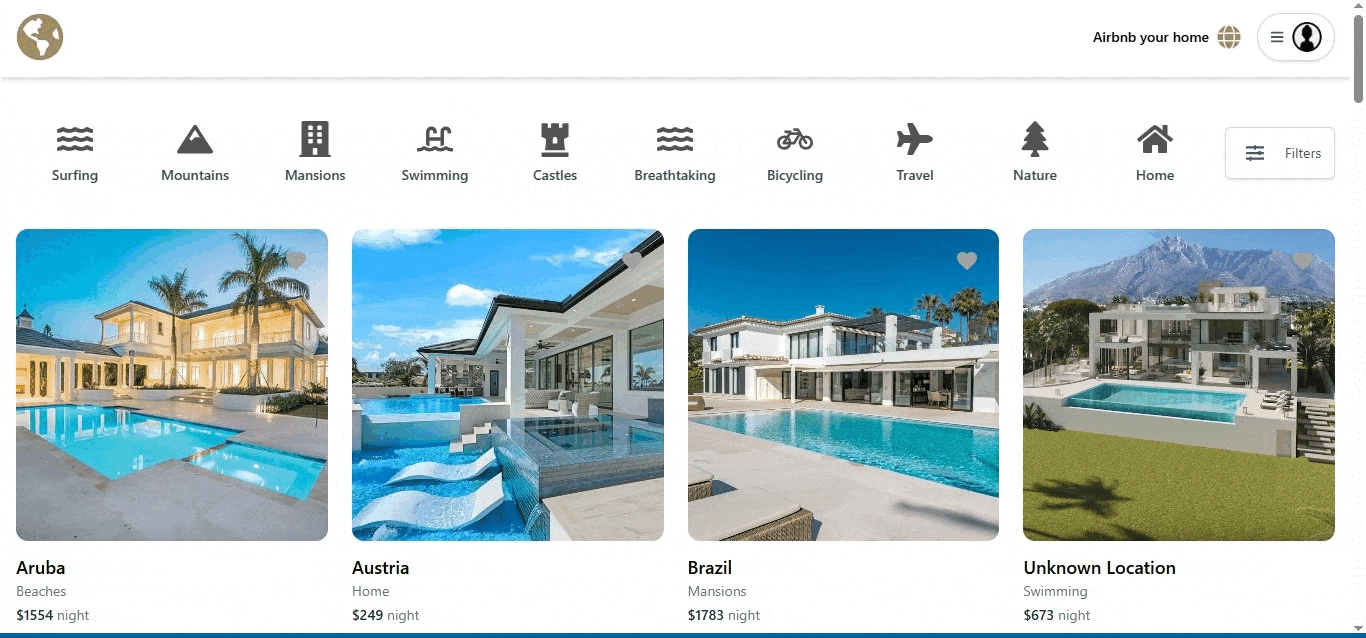 Airbnb your home
Surfing
Mountains
Mansions
Swimming
Castles
Breathtaking
Bicycling
Travel
Nature
Home
Filters
Aruba
Beaches
$1554 night
Austria
Home
$249 night
Brazil
Mansions
$1783 night
Unknown Location
Swimming
$673 night